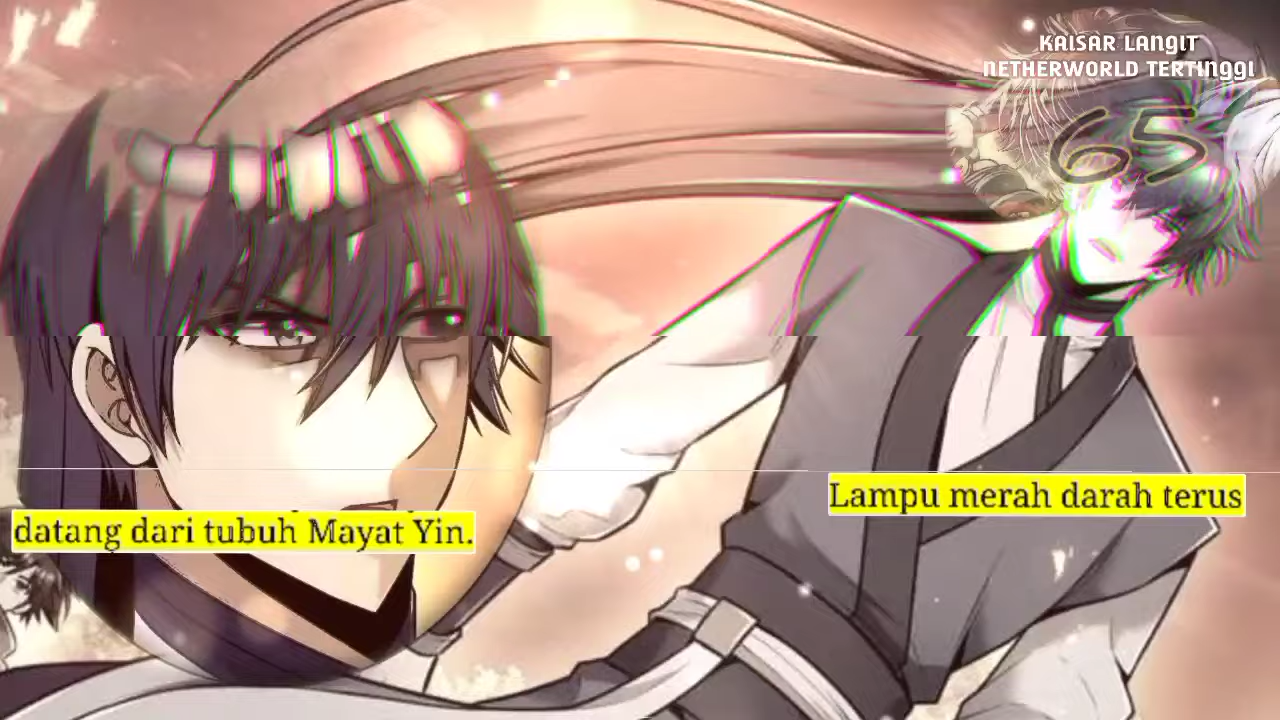 KAISAR LANGIT
NETHERWORLD TERTINGGI
65
Lampu merah darah terus
datang dari tubuh Mayat Yin.